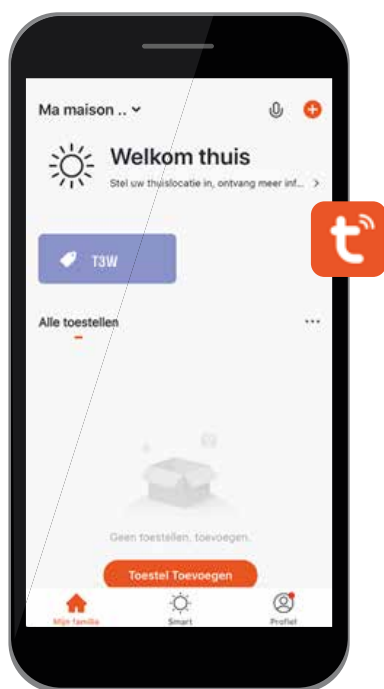 Ma maison ..
Welkom thuis
Stel uw thuislocatie in, ontvang meer inf...
T3W
Alle toestellen
Geen toestellen, toevoegen.
Toestel Toevoegen
Mijn familie
Smart
Profiel